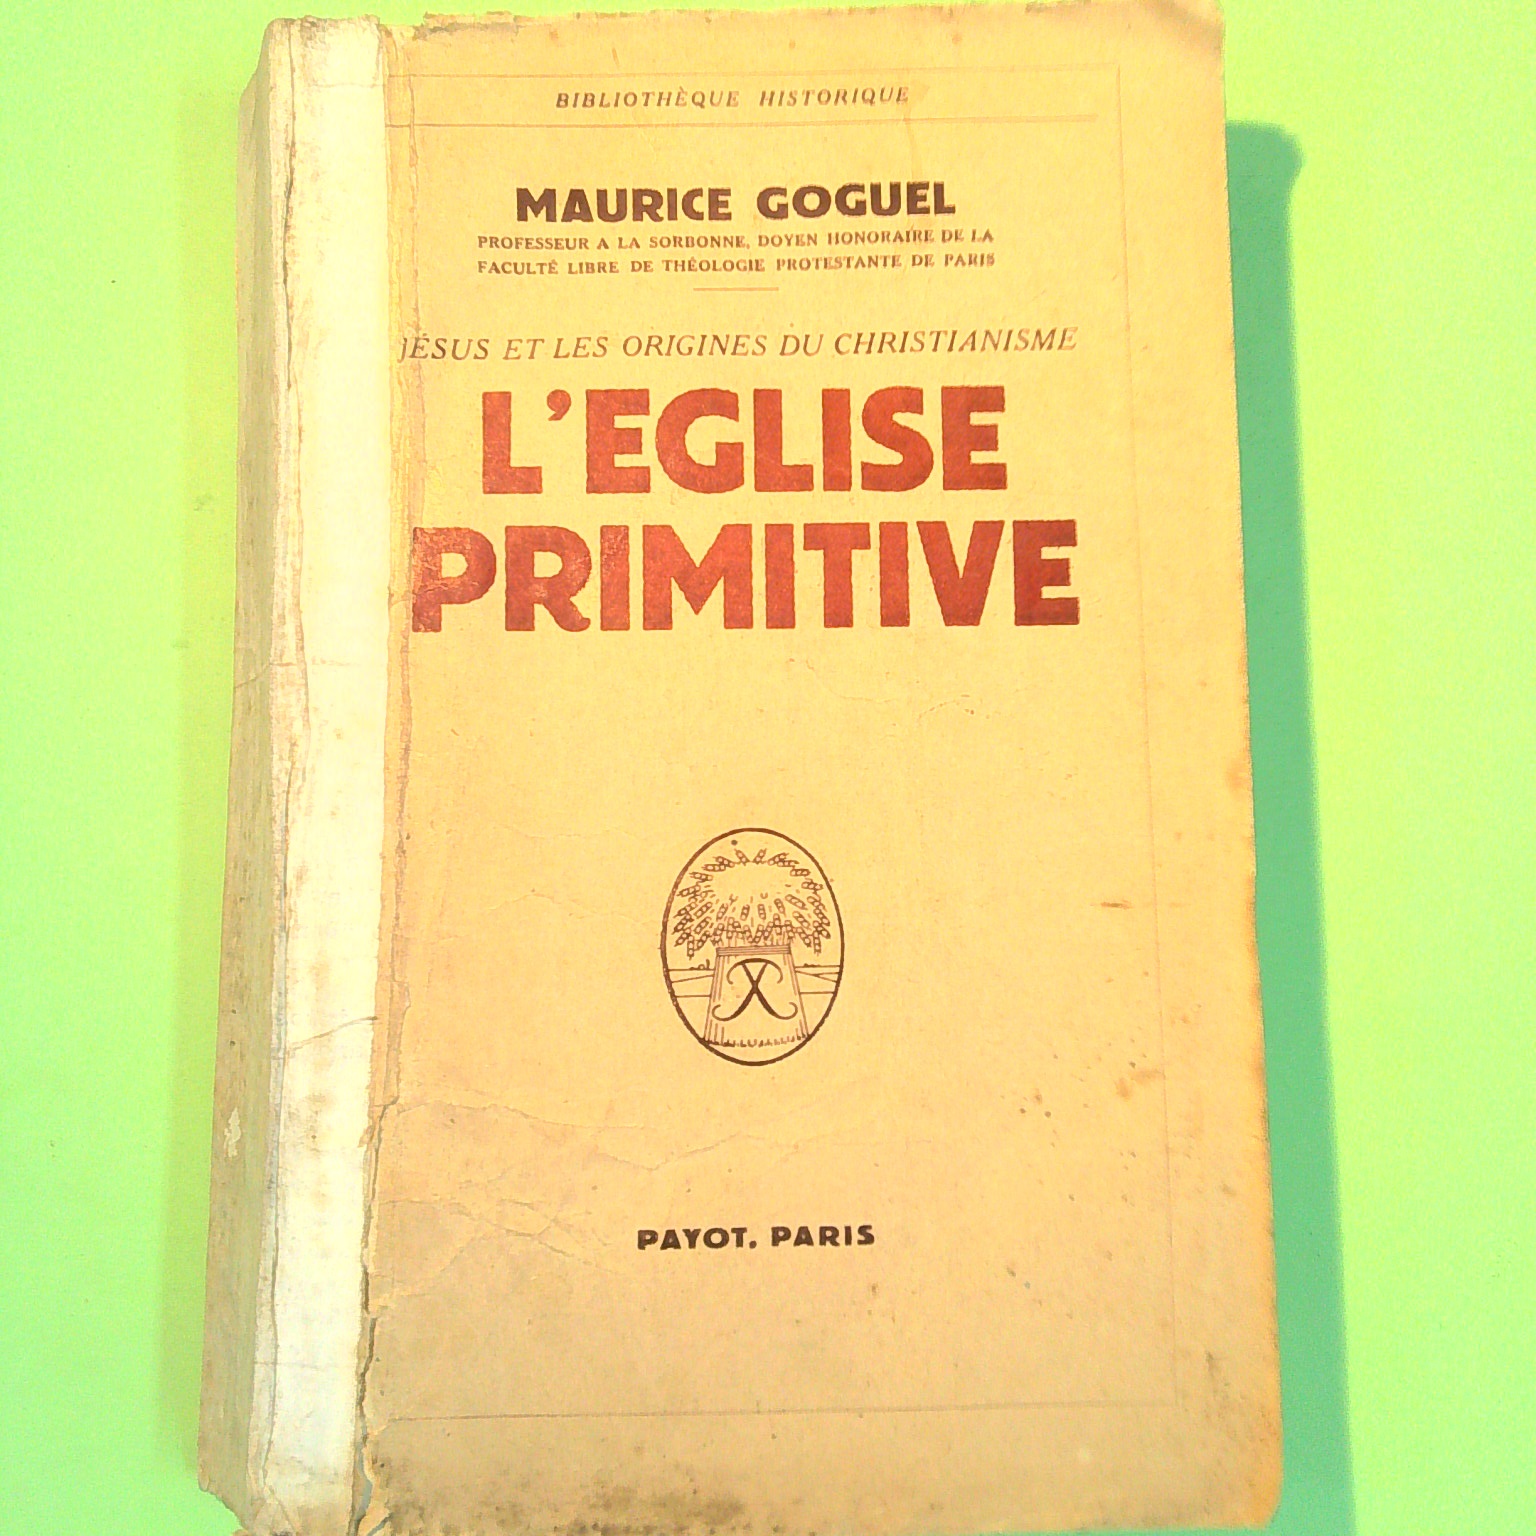 BIBLIOTHÈQUE HISTORIQUE
MAURICE GOGUEL
PROFESSEUR A LA SORBONNE, DOYEN HONORAIRE DE LA
FACULTÉ LIBRE DE THÉOLOGIE PROTESTANTE DE PARIS
JÉSUS ET LES ORIGINES DU CHRISTIANISME
L'EGLISE
PRIMITIVE
PAYOT, PARIS